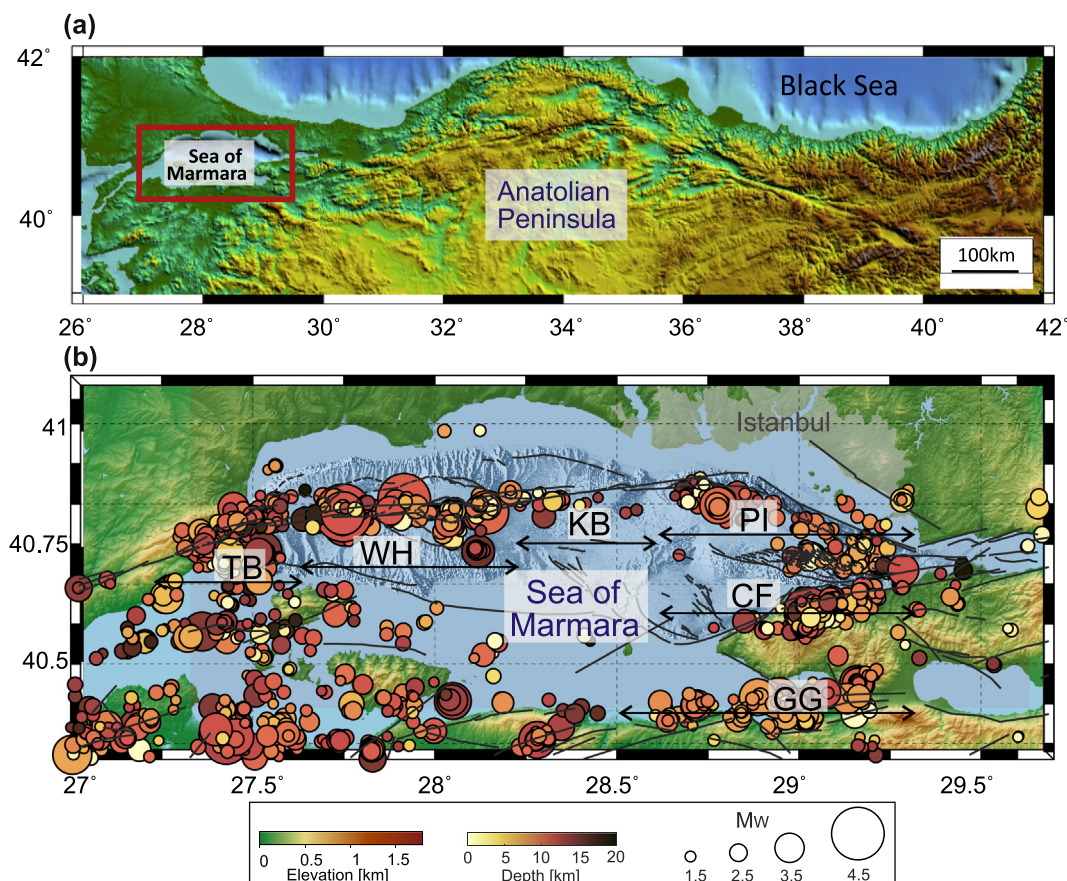 (a)
42°
Black Sea
Sea of
Marmara
Anatolian
Peninsula
40°
100km
26°
28°
30°
32°
34°
36°
38°
40°
42°
(b)
41
Istanbul
40.75
KB
PI
WH
TB
Sea of
Marmara
CF
40.5
GG
27
27.5
28
28.5
29
29.5
0
0.5
1
1.5
Elevation [km]
0
5
10
15
20
Depth [km]
Mw
1.5
2.5
3.5
4.5